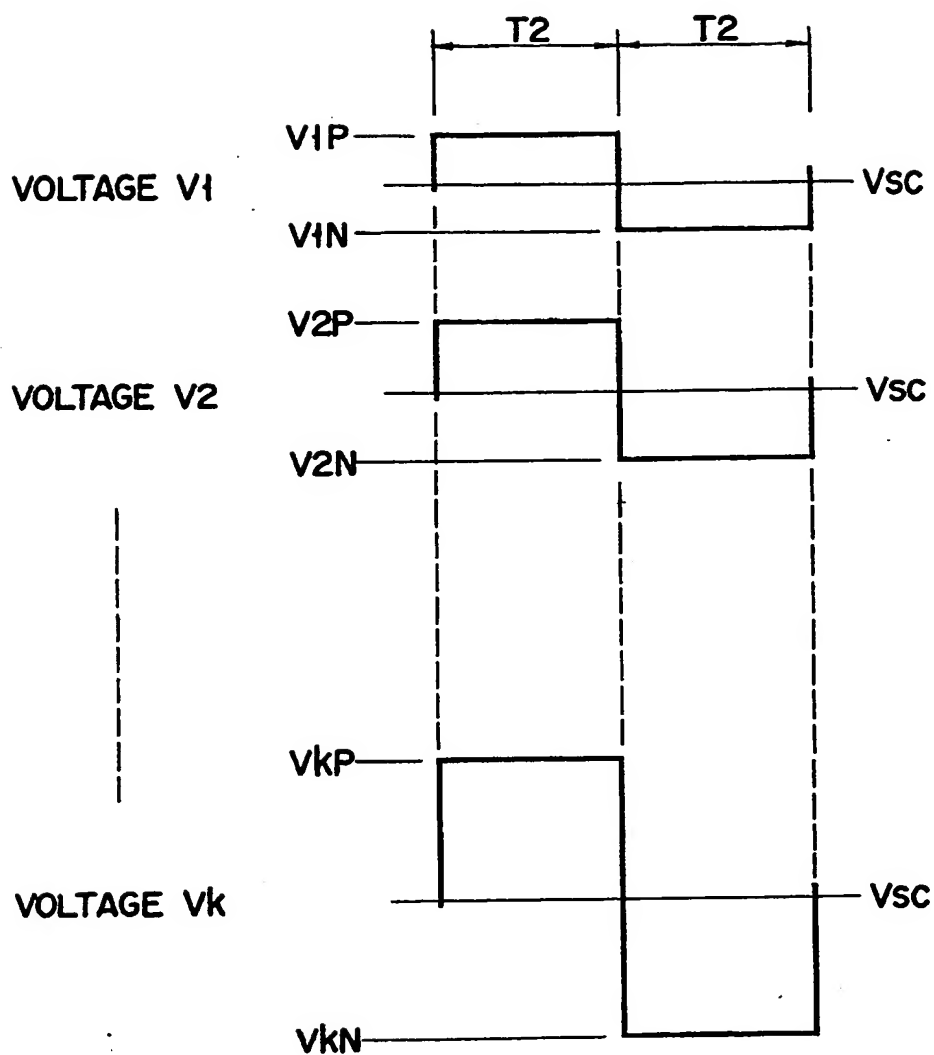 T2 T2
V1P
VOLTAGE V1 VSC
V1N
V2P
VOLTAGE V2 VSC
V2N
VkP
VOLTAGE Vk VSC
VkN